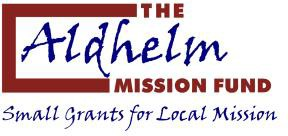 THE
Aldhelm
MISSION FUND
Small Grants for Local Mission